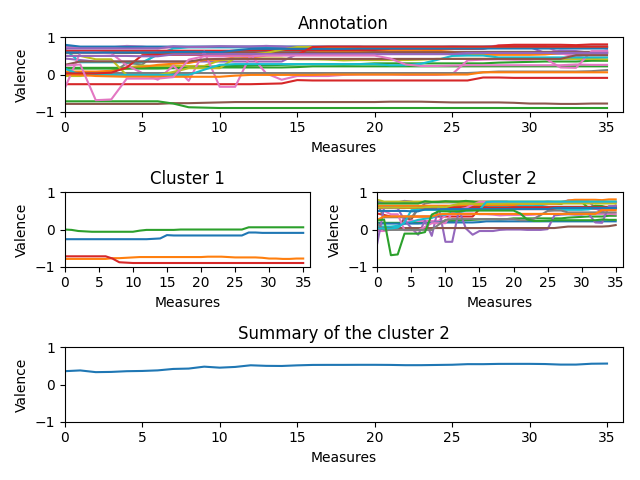 Annotation
1
0
−1
Valence
0 5 10 15 20 25 30 35
Measures
Cluster 1
1
0
−1
Valence
0 5 10 15 20 25 30 35
Measures
Cluster 2
1
0
−1
Valence
0 5 10 15 20 25 30 35
Measures
Summary of the cluster 2
1
0
−1
Valence
0 5 10 15 20 25 30 35
Measures